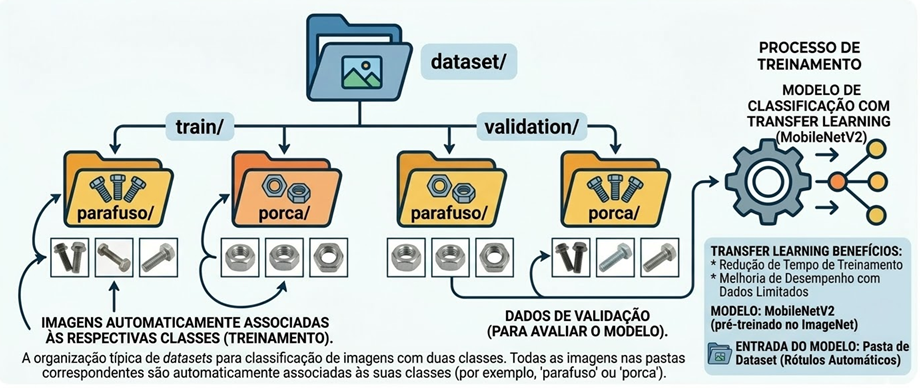 dataset/
train/
validation/
parafuso/
porca/
parafuso/
porca/
IMAGENS AUTOMATICAMENTE ASSOCIADAS
ÀS RESPECTIVAS CLASSES (TREINAMENTO).
DADOS DE VALIDAÇÃO
(PARA AVALIAR O MODELO).
A organização típica de datasets para classificação de imagens com duas classes. Todas as imagens nas pastas
correspondentes são automaticamente associadas às suas classes (por exemplo, 'parafuso' ou 'porca').
PROCESSO DE
TREINAMENTO
MODELO DE
CLASSIFICAÇÃO COM
TRANSFER LEARNING
(MobileNetV2)
TRANSFER LEARNING BENEFÍCIOS:
* Redução de Tempo de Treinamento
* Melhoria de Desempenho com
Dados Limitados
MODELO: MobileNetV2
(pré-treinado no ImageNet)
ENTRADA DO MODELO: Pasta de
Dataset (Rótulos Automáticos)